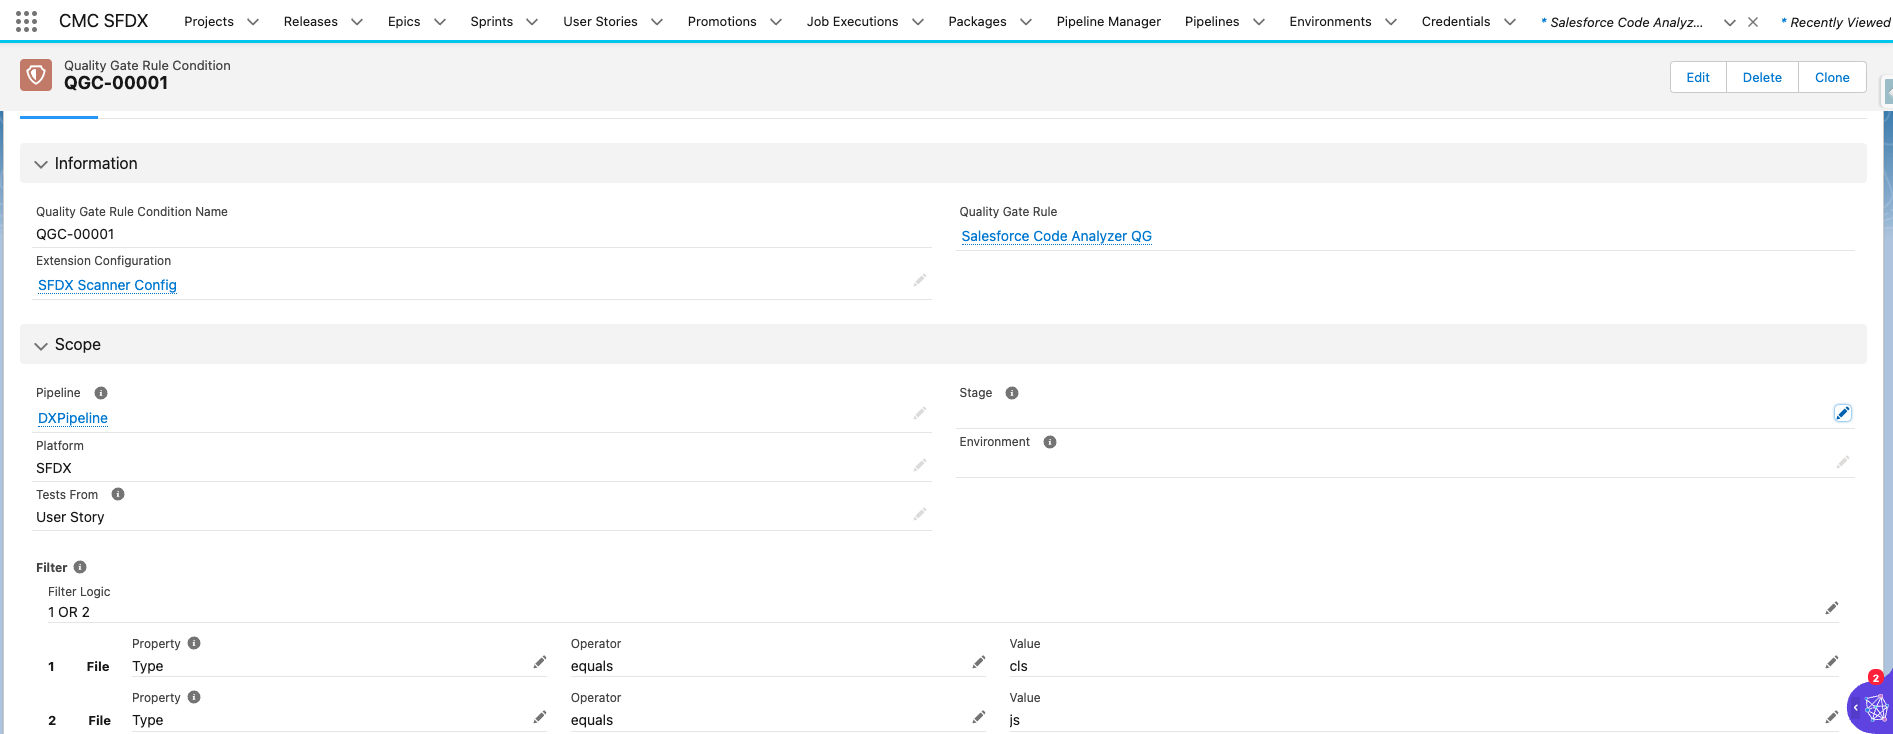 CMC SFDX Projects Releases Epics Sprints User Stories Promotions Job Executions Packages Pipeline Manager Pipelines Environments Credentials * Salesforce Code Analyz... * Recently Viewed
Quality Gate Rule Condition
QGC-00001
Edit Delete Clone
Information
Quality Gate Rule Condition Name
QGC-00001
Quality Gate Rule
Salesforce Code Analyzer QG
Extension Configuration
SFDX Scanner Config
Scope
Pipeline
DXPipeline
Stage
Platform
SFDX
Environment
Tests From
User Story
Filter
Filter Logic
1 OR 2
Property Operator Value
1 File Type equals cls
Property Operator Value
2 File Type equals js
2